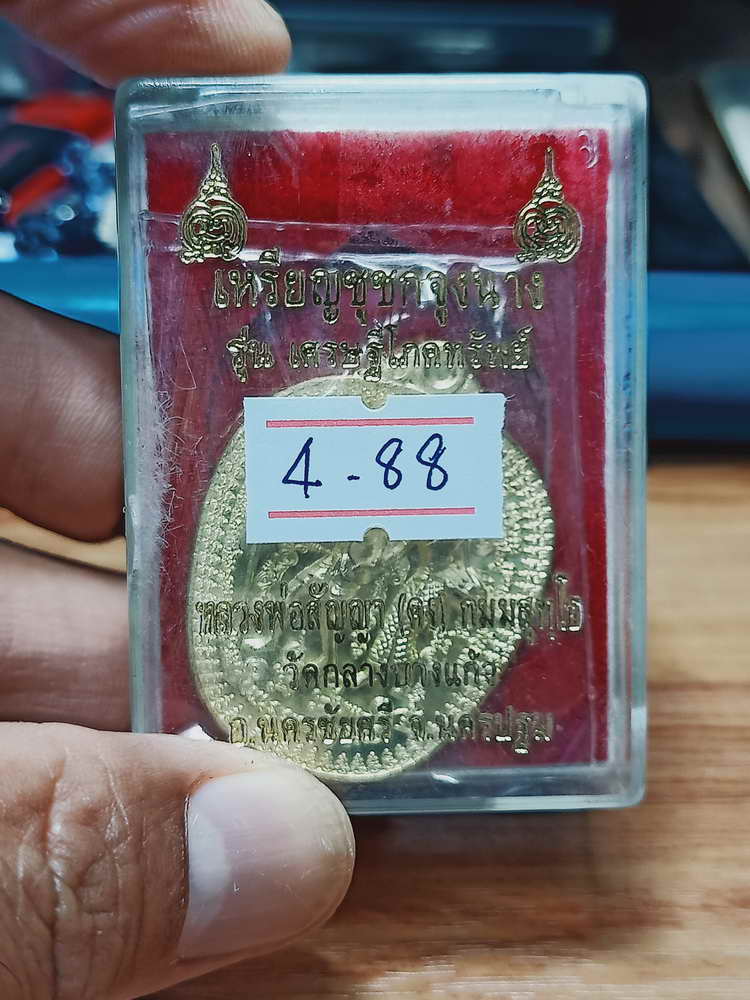 เหรียญชูชกจุงนาง
รุ่น เศรษฐีโภคทรัพย์
4-88
หลวงพ่อสัญญา (คง) กมฺมสุทฺโธ
วัดกลางบางแก้ว
อ.นครชัยศรี จ.นครปฐม